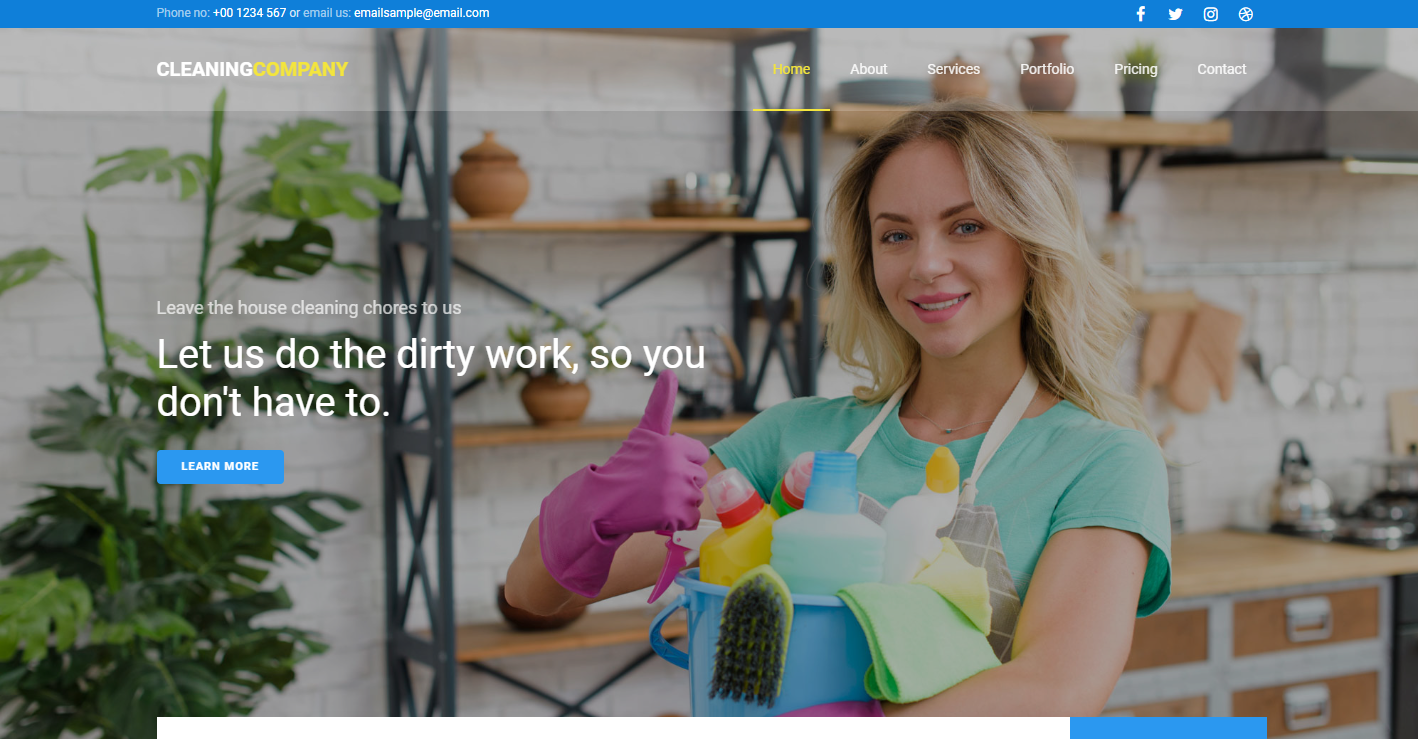 Phone no: +00 1234 567 or email us: emailsample@email.com
CLEANINGCOMPANY
Home About Services Portfolio Pricing Contact
Leave the house cleaning chores to us
Let us do the dirty work, so you
don't have to.
LEARN MORE